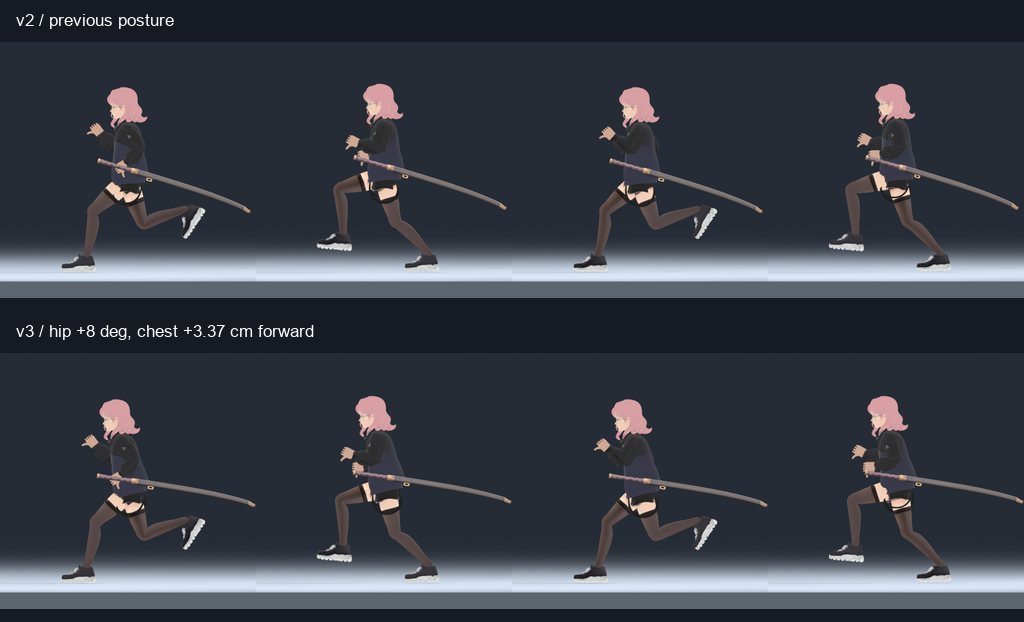 v2 / previous posture
v3 / hip +8 deg, chest +3.37 cm forward